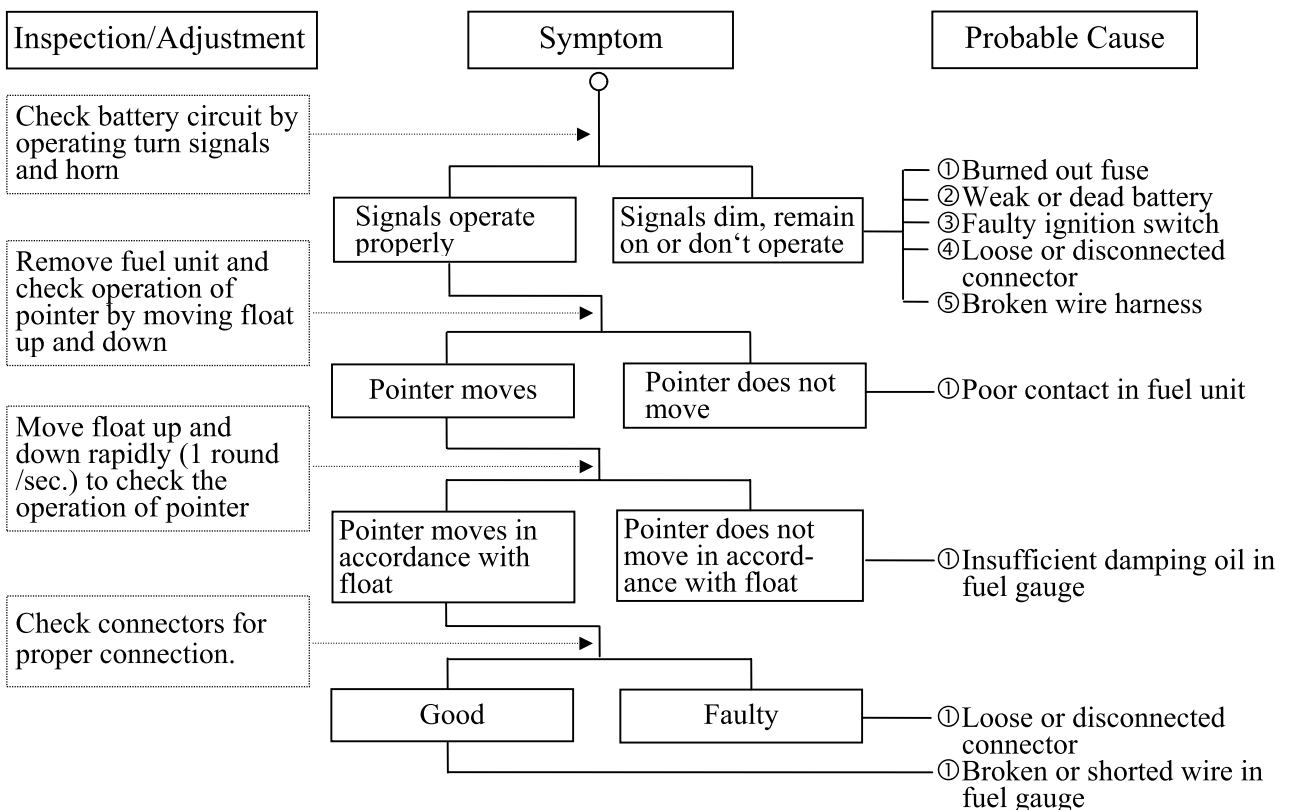 Inspection/Adjustment
Symptom
Probable Cause
Check battery circuit by
operating turn signals
and horn
Signals operate
properly
Signals dim, remain
on or don‘t operate
①Burned out fuse
②Weak or dead battery
③Faulty ignition switch
④Loose or disconnected
connector
⑤Broken wire harness
Remove fuel unit and
check operation of
pointer by moving float
up and down
Pointer moves
Pointer does not
move
①Poor contact in fuel unit
Move float up and
down rapidly (1 round
/sec.) to check the
operation of pointer
Pointer moves in
accordance with
float
Pointer does not
move in accord-
ance with float
①Insufficient damping oil in
fuel gauge
Check connectors for
proper connection.
Good
Faulty
①Loose or disconnected
connector
①Broken or shorted wire in
fuel gauge